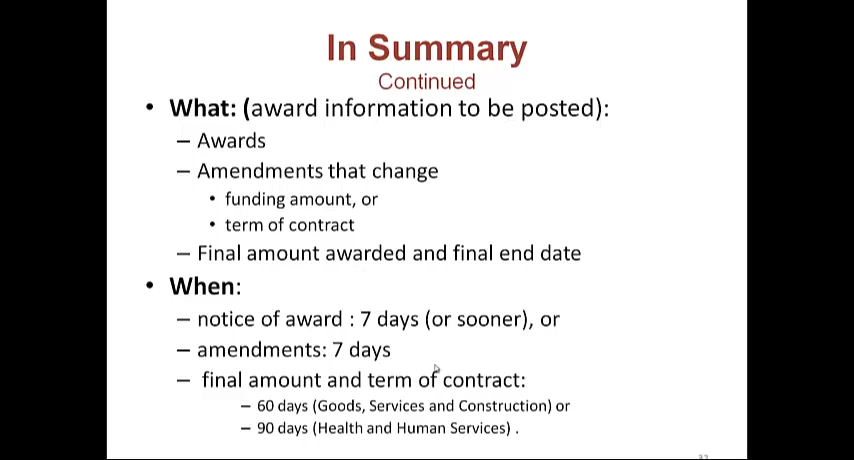 In Summary
Continued
• What: (award information to be posted):
– Awards
– Amendments that change
• funding amount, or
• term of contract
– Final amount awarded and final end date
• When:
– notice of award : 7 days (or sooner), or
– amendments: 7 days
– final amount and term of contract:
– 60 days (Goods, Services and Construction) or
– 90 days (Health and Human Services) .